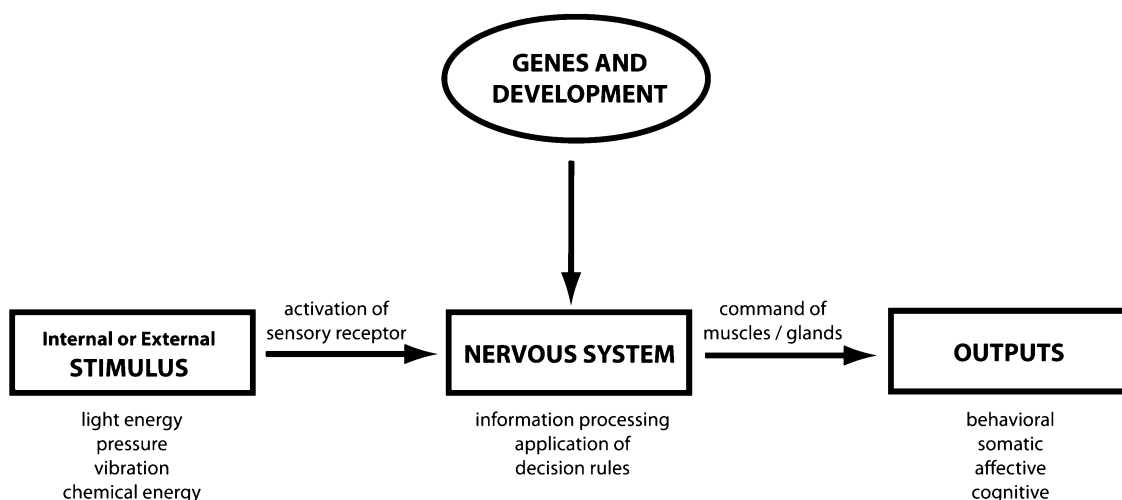 GENES AND
DEVELOPMENT
Internal or External
STIMULUS
activation of
sensory receptor
NERVOUS SYSTEM
command of
muscles / glands
OUTPUTS
light energy
pressure
vibration
chemical energy
information processing
application of
decision rules
behavioral
somatic
affective
cognitive